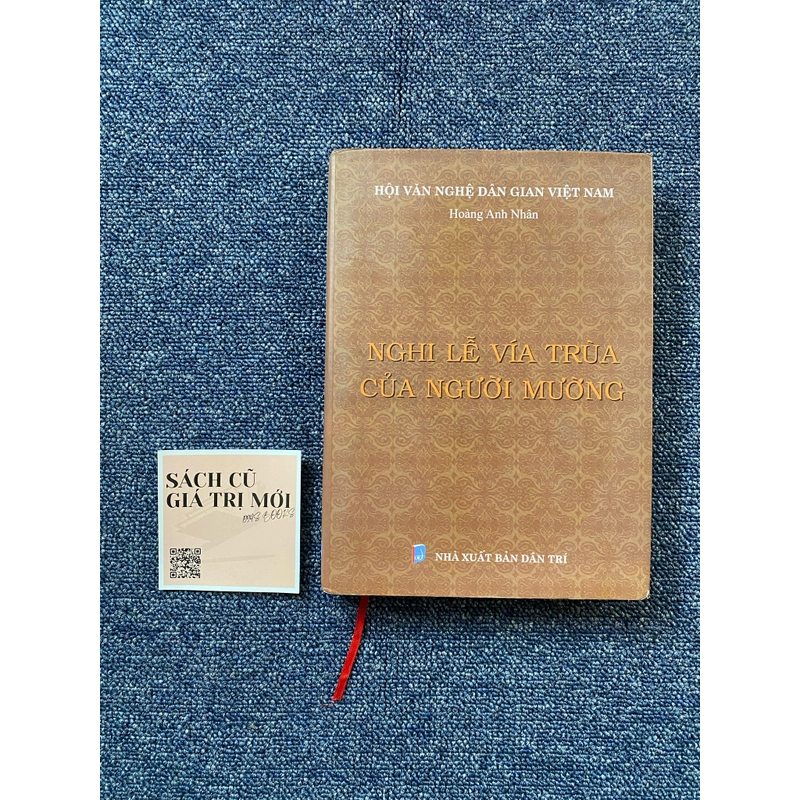 HỘI VĂN NGHỆ DÂN GIAN VIỆT NAM
Hoàng Anh Nhân
NGHI LỄ VÍA TRÙA
CỦA NGƯỜI MƯỜNG
NHÀ XUẤT BẢN DÂN TRÍ
SÁCH CŨ
GIÁ TRỊ MỚI